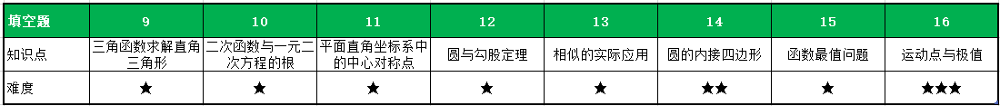 填空题 9 10 11 12 13 14 15 16
知识点 三角函数求解直角三角形 二次函数与一元二次方程的根 平面直角坐标系中的中心对称点 圆与勾股定理 相似的实际应用 圆的内接四边形 函数最值问题 运动点与极值
难度 ★ ★ ★ ★ ★ ★★ ★ ★★★